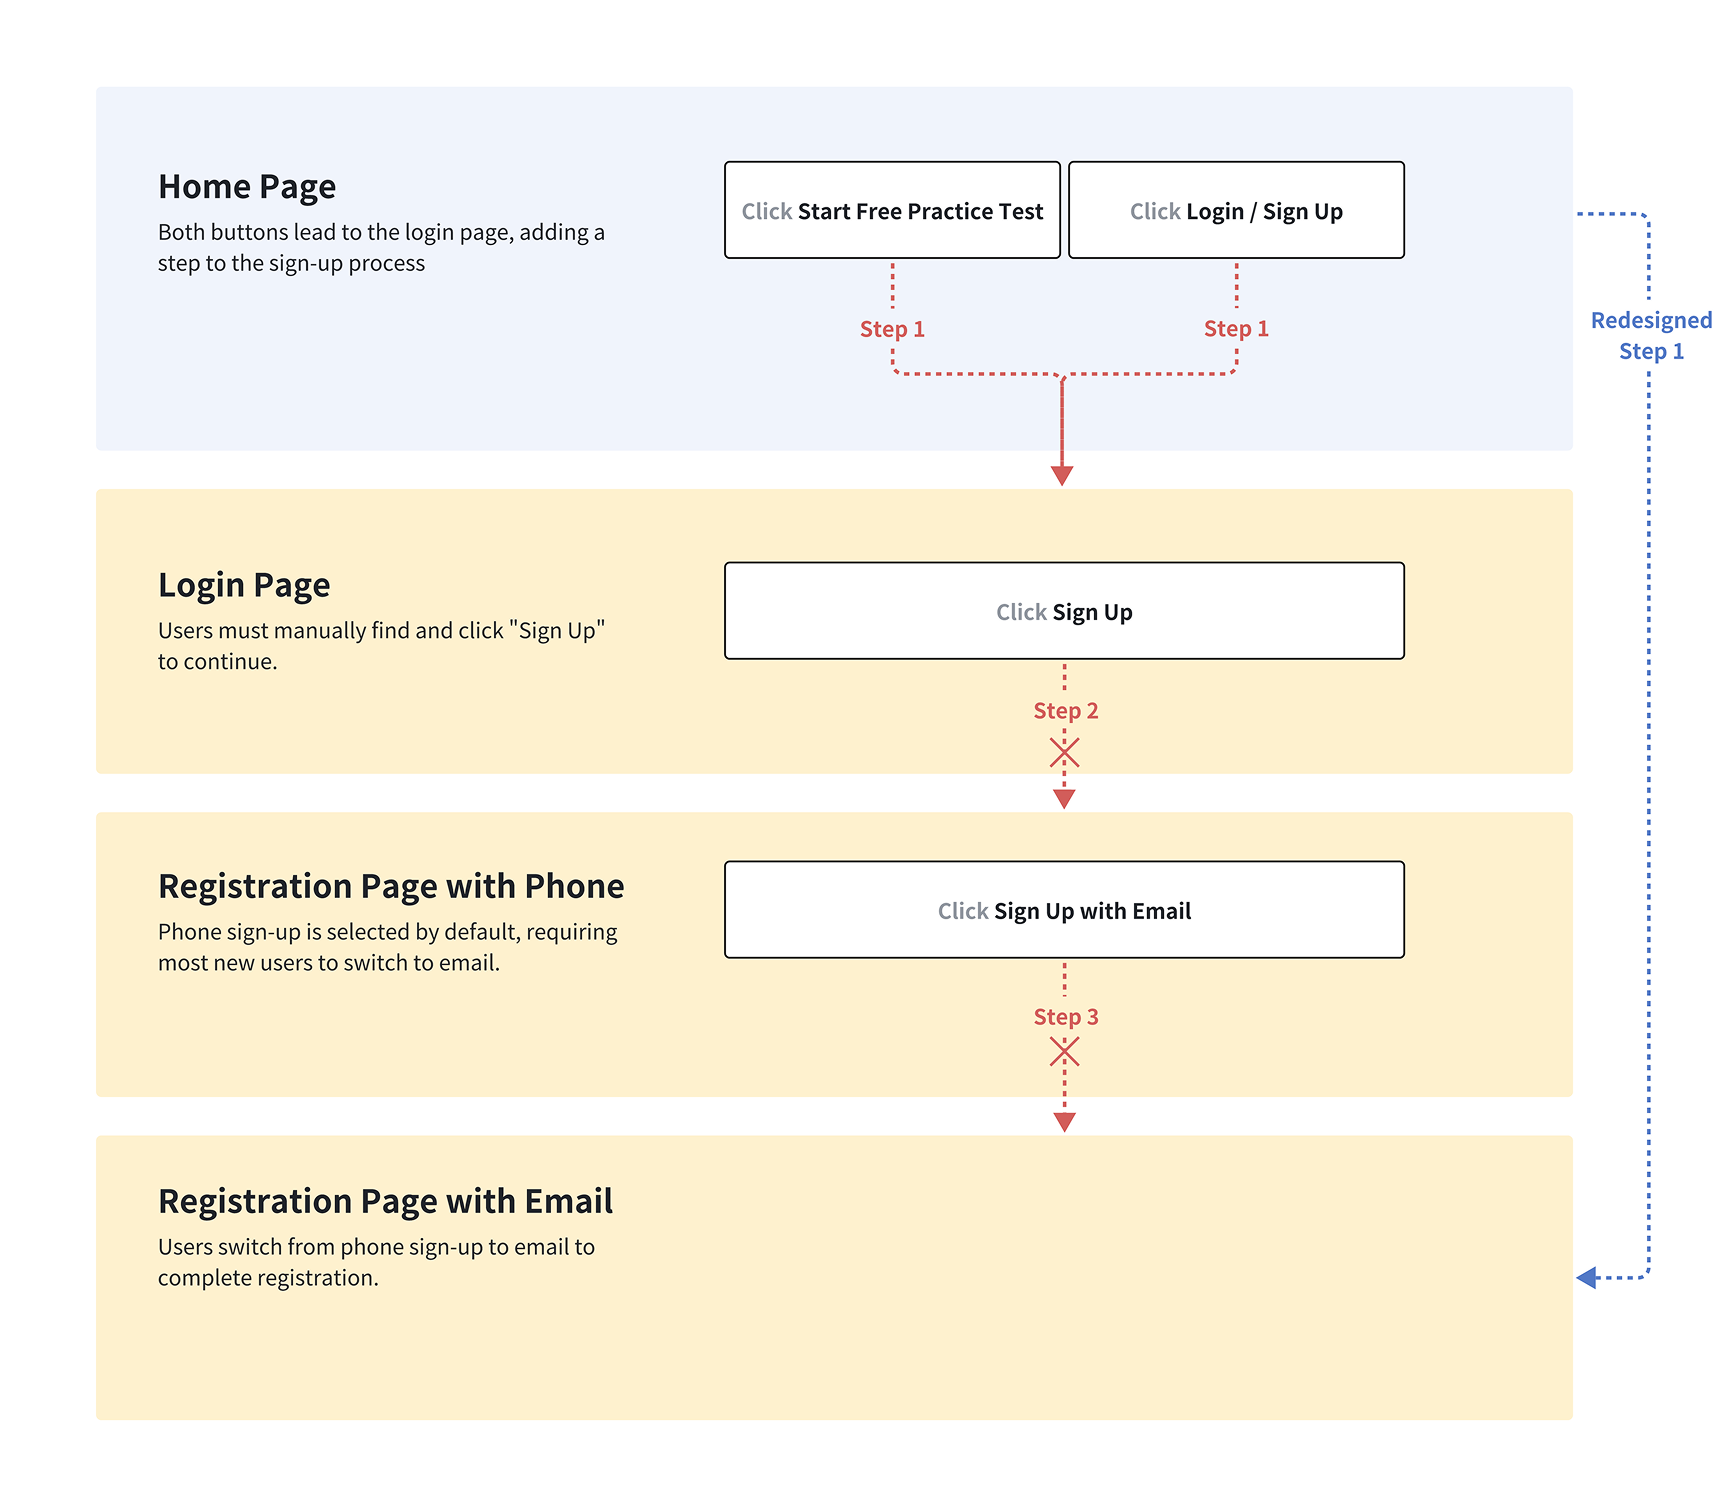 Home Page
Both buttons lead to the login page, adding a
step to the sign-up process
Click Start Free Practice Test
Click Login / Sign Up
Step 1
Step 1
Redesigned
Step 1
Login Page
Users must manually find and click "Sign Up"
to continue.
Click Sign Up
Step 2
Registration Page with Phone
Phone sign-up is selected by default, requiring
most new users to switch to email.
Click Sign Up with Email
Step 3
Registration Page with Email
Users switch from phone sign-up to email to
complete registration.